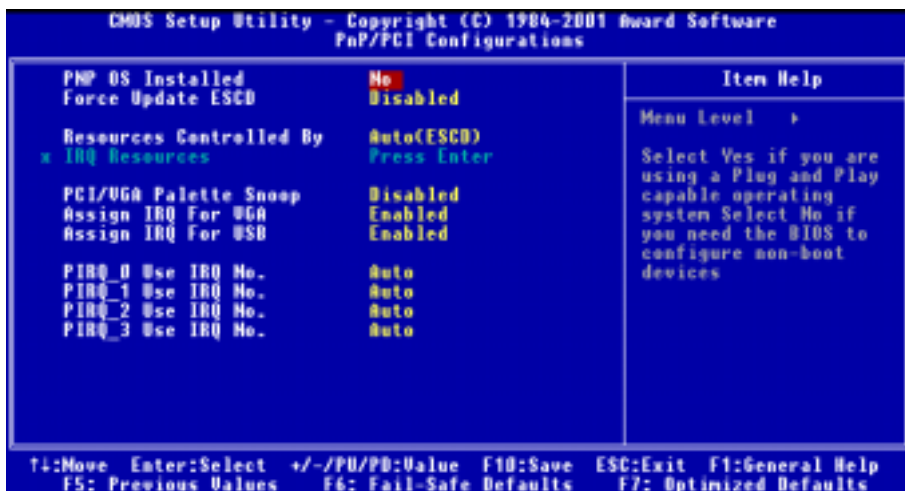 CMOS Setup Utility - Copyright (C) 1984-2001 Award Software
PnP/PCI Configurations
PNP OS Installed No
Force Update ESCD Disabled
Resources Controlled By Auto(ESCD)
x IRQ Resources Press Enter
PCI/VGA Palette Snoop Disabled
Assign IRQ For VGA Enabled
Assign IRQ For USB Enabled
PIRQ_0 Use IRQ No. Auto
PIRQ_1 Use IRQ No. Auto
PIRQ_2 Use IRQ No. Auto
PIRQ_3 Use IRQ No. Auto
Item Help
Menu Level ▸
Select Yes if you are
using a Plug and Play
capable operating
system Select No if
you need the BIOS to
configure non-boot
devices
↑↓:Move Enter:Select +/-/PU/PD:Value F10:Save ESC:Exit F1:General Help
F5: Previous Values F6: Fail-Safe Defaults F7: Optimized Defaults